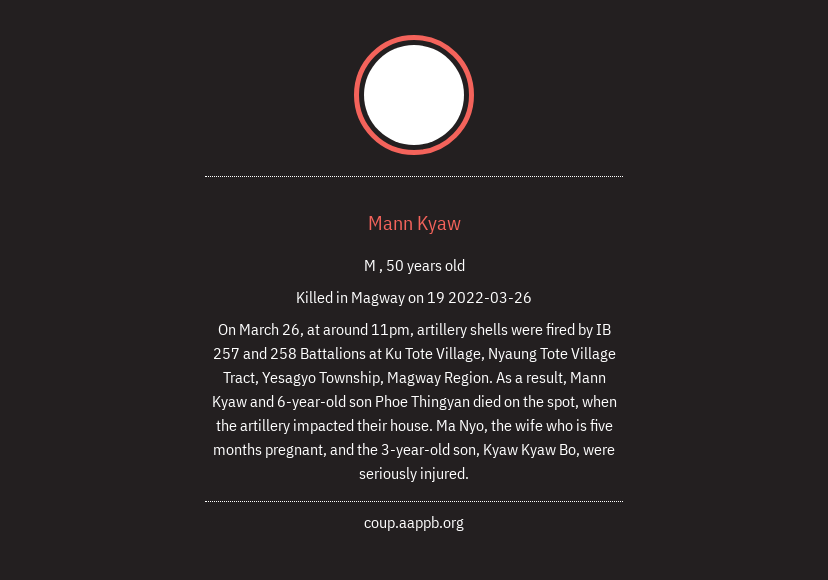 Mann Kyaw
M , 50 years old
Killed in Magway on 19 2022-03-26
On March 26, at around 11pm, artillery shells were fired by IB
257 and 258 Battalions at Ku Tote Village, Nyaung Tote Village
Tract, Yesagyo Township, Magway Region. As a result, Mann
Kyaw and 6-year-old son Phoe Thingyan died on the spot, when
the artillery impacted their house. Ma Nyo, the wife who is five
months pregnant, and the 3-year-old son, Kyaw Kyaw Bo, were
seriously injured.
coup.aappb.org